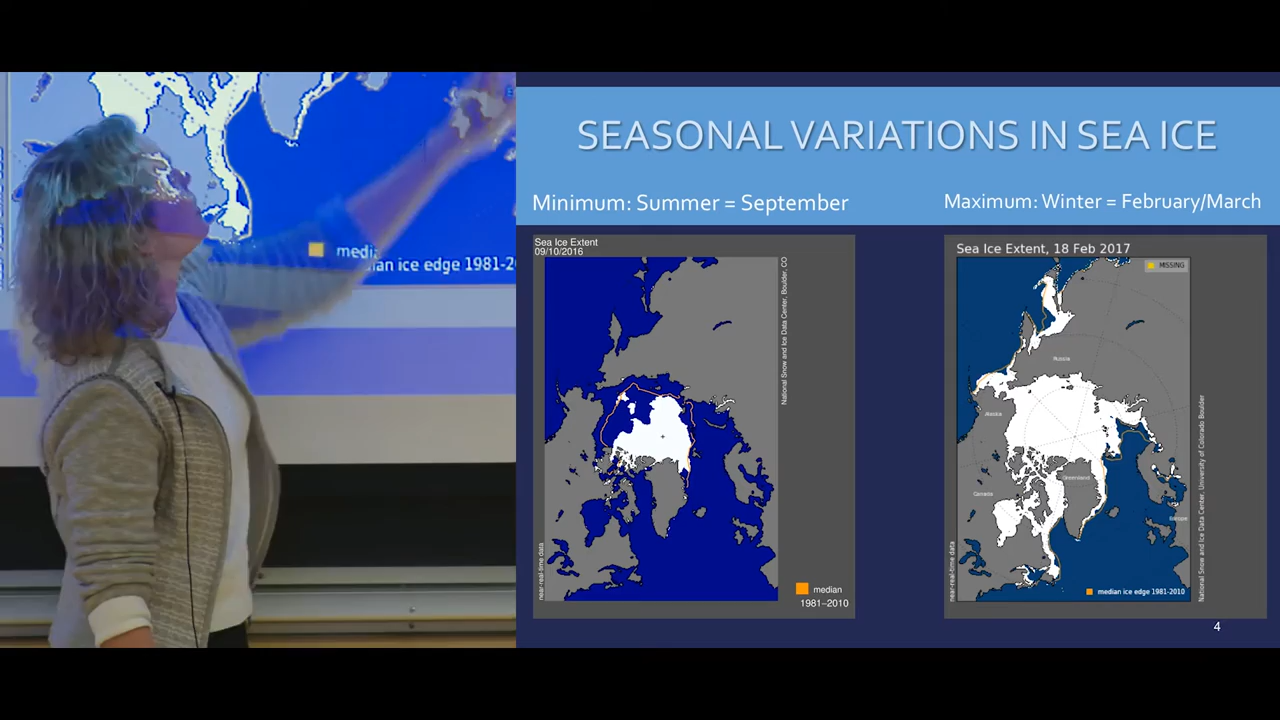 medi
an ice edge 1981-2
SEASONAL VARIATIONS IN SEA ICE
Minimum: Summer = September
Maximum: Winter = February/March
Sea Ice Extent
09/10/2016
National Snow and Ice Data Center, Boulder, CO
near-real-time data
median
1981–2010
Sea Ice Extent, 18 Feb 2017
MISSING
Russia
Alaska
Greenland
Canada
Europe
near-real-time data
median ice edge 1981-2010
National Snow and Ice Data Center, University of Colorado Boulder
4